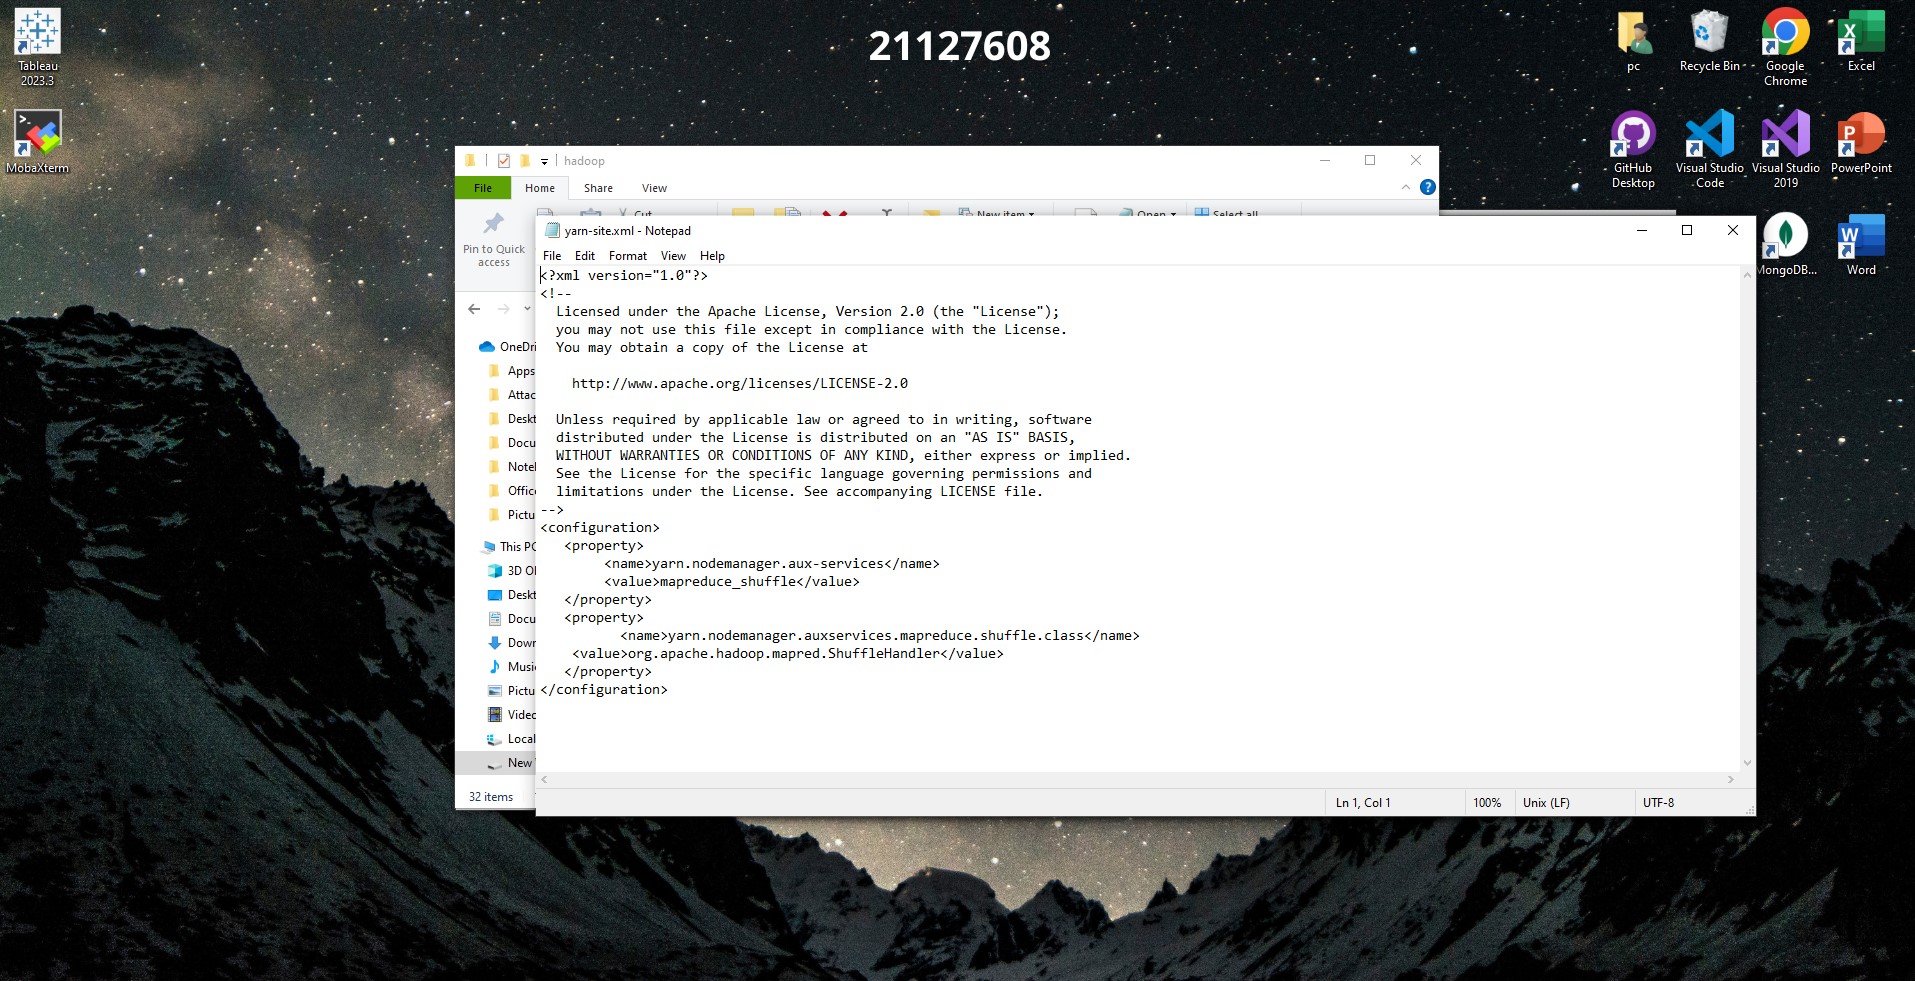 21127608
Tableau
2023.3
MobaXterm
pc
Recycle Bin
Google
Chrome
Excel
GitHub
Desktop
Visual Studio
Code
Visual Studio
2019
PowerPoint
MongoDB...
Word
hadoop
File
Home
Share
View
Pin to Quick
access
Cut
New item
Open
Select all
OneDri
Apps
Attac
Deskt
Docu
Note
Offic
Pictu
This PC
3D O
Deskt
Docu
Down
Music
Pictu
Video
Local
New
32 items
yarn-site.xml - Notepad
File Edit Format View Help
<?xml version="1.0"?>
<!--
  Licensed under the Apache License, Version 2.0 (the "License");
  you may not use this file except in compliance with the License.
  You may obtain a copy of the License at
    http://www.apache.org/licenses/LICENSE-2.0
  Unless required by applicable law or agreed to in writing, software
  distributed under the License is distributed on an "AS IS" BASIS,
  WITHOUT WARRANTIES OR CONDITIONS OF ANY KIND, either express or implied.
  See the License for the specific language governing permissions and
  limitations under the License. See accompanying LICENSE file.
-->
<configuration>
   <property>
        <name>yarn.nodemanager.aux-services</name>
        <value>mapreduce_shuffle</value>
   </property>
   <property>
          <name>yarn.nodemanager.auxservices.mapreduce.shuffle.class</name>
    <value>org.apache.hadoop.mapred.ShuffleHandler</value>
   </property>
</configuration>
Ln 1, Col 1
100%
Unix (LF)
UTF-8